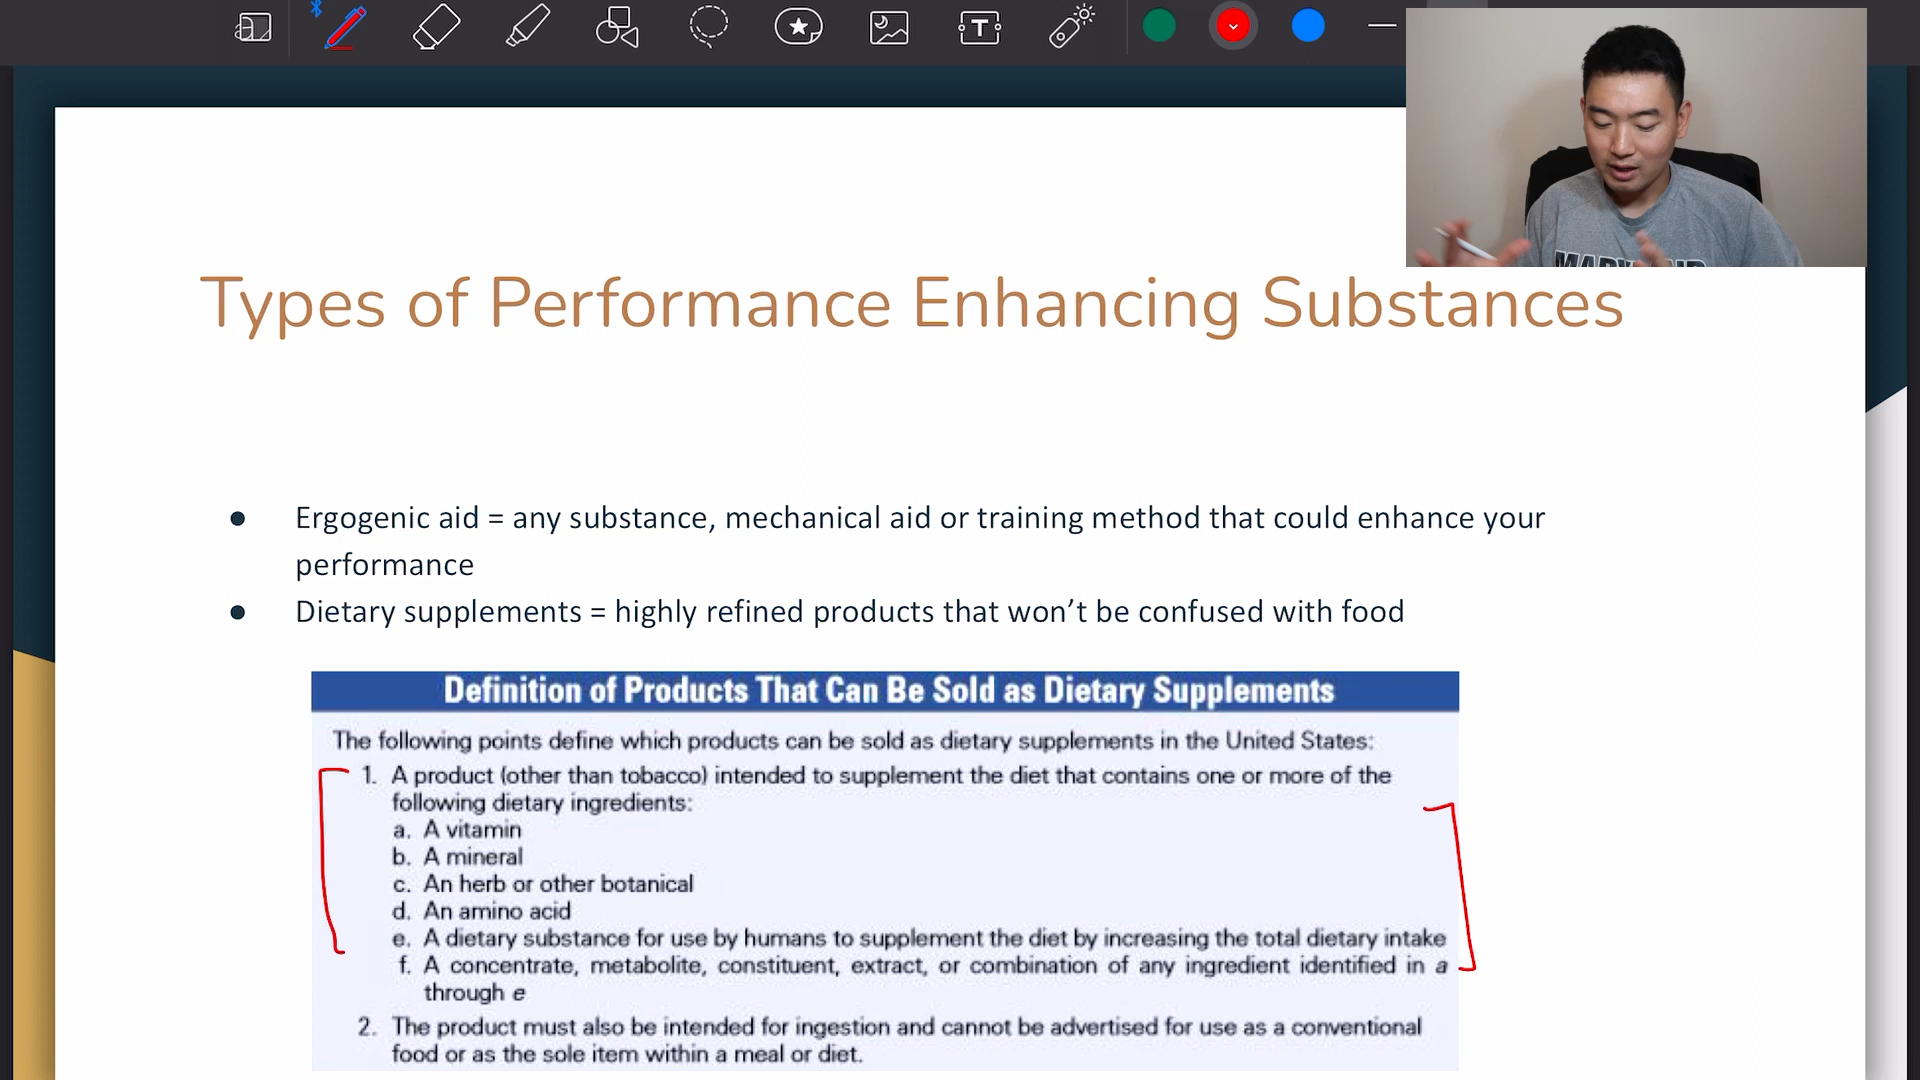 Types of Performance Enhancing Substances
● Ergogenic aid = any substance, mechanical aid or training method that could enhance your
performance
● Dietary supplements = highly refined products that won’t be confused with food
Definition of Products That Can Be Sold as Dietary Supplements
The following points define which products can be sold as dietary supplements in the United States:
1. A product (other than tobacco) intended to supplement the diet that contains one or more of the
following dietary ingredients:
a. A vitamin
b. A mineral
c. An herb or other botanical
d. An amino acid
e. A dietary substance for use by humans to supplement the diet by increasing the total dietary intake
f. A concentrate, metabolite, constituent, extract, or combination of any ingredient identified in a
through e
2. The product must also be intended for ingestion and cannot be advertised for use as a conventional
food or as the sole item within a meal or diet.